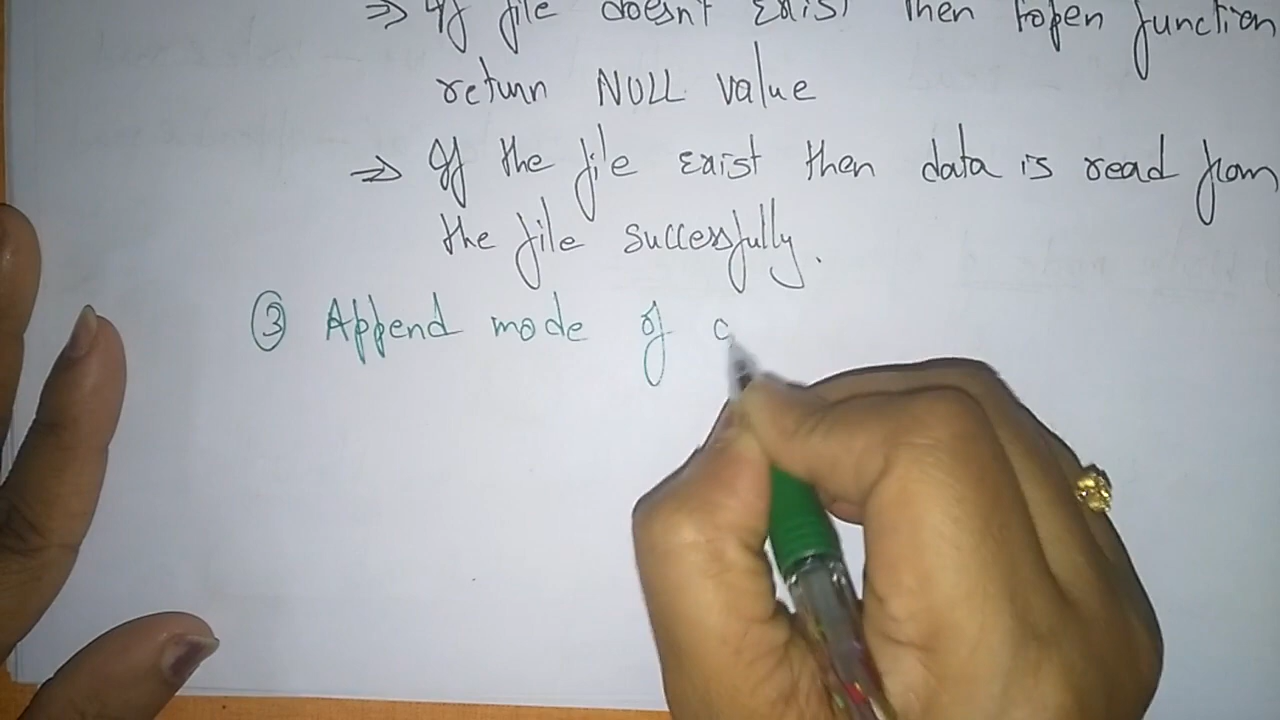 ⇒ If file doesn't exist then fopen function
return NULL value
⇒ If the file exist then data is read from
the file successfully.
③ Append mode of a